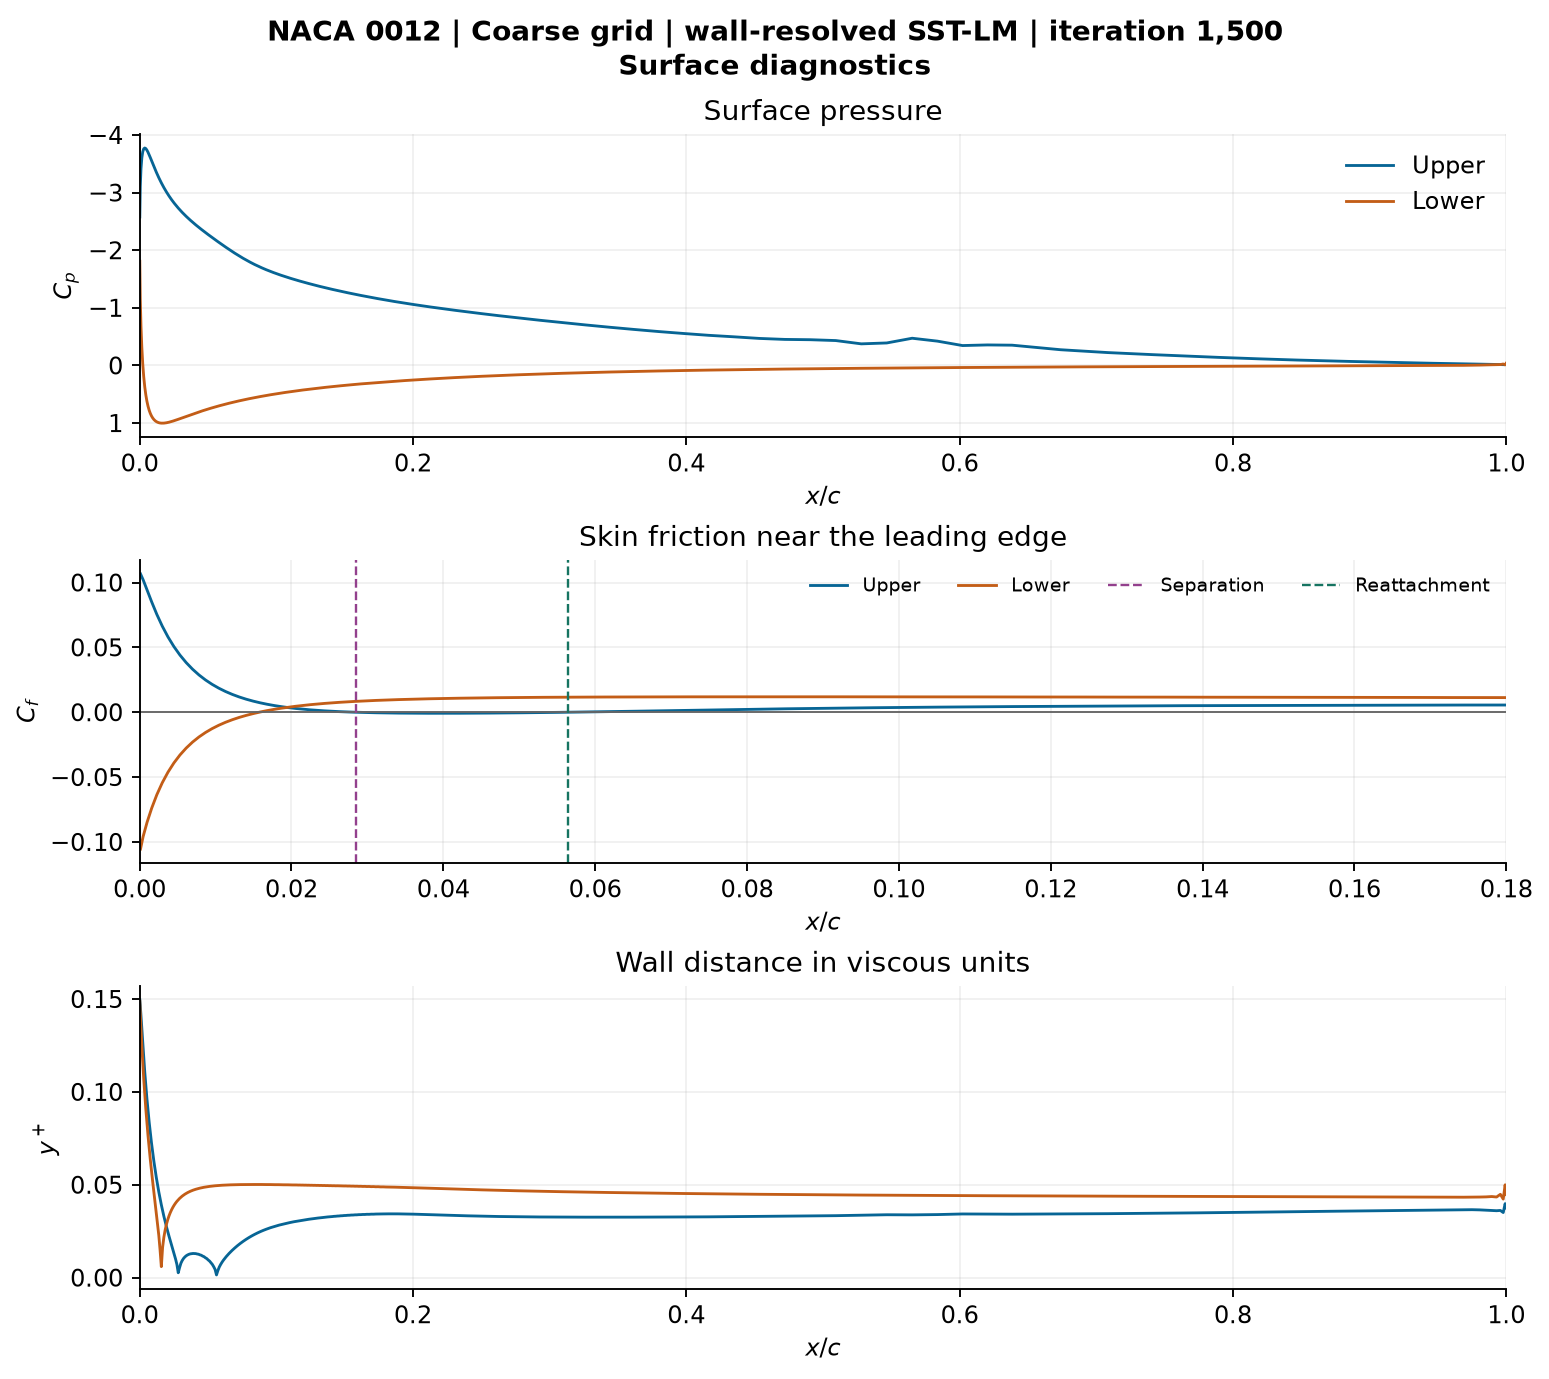 NACA 0012 | Coarse grid | wall-resolved SST-LM | iteration 1,500
Surface diagnostics
Surface pressure
−4
−3
−2
−1
0
1
C_p
Upper
Lower
0.0 0.2 0.4 0.6 0.8 1.0
x/c
Skin friction near the leading edge
0.10
0.05
0.00
−0.05
−0.10
C_f
Upper Lower Separation Reattachment
0.00 0.02 0.04 0.06 0.08 0.10 0.12 0.14 0.16 0.18
x/c
Wall distance in viscous units
0.15
0.10
0.05
0.00
y⁺
0.0 0.2 0.4 0.6 0.8 1.0
x/c